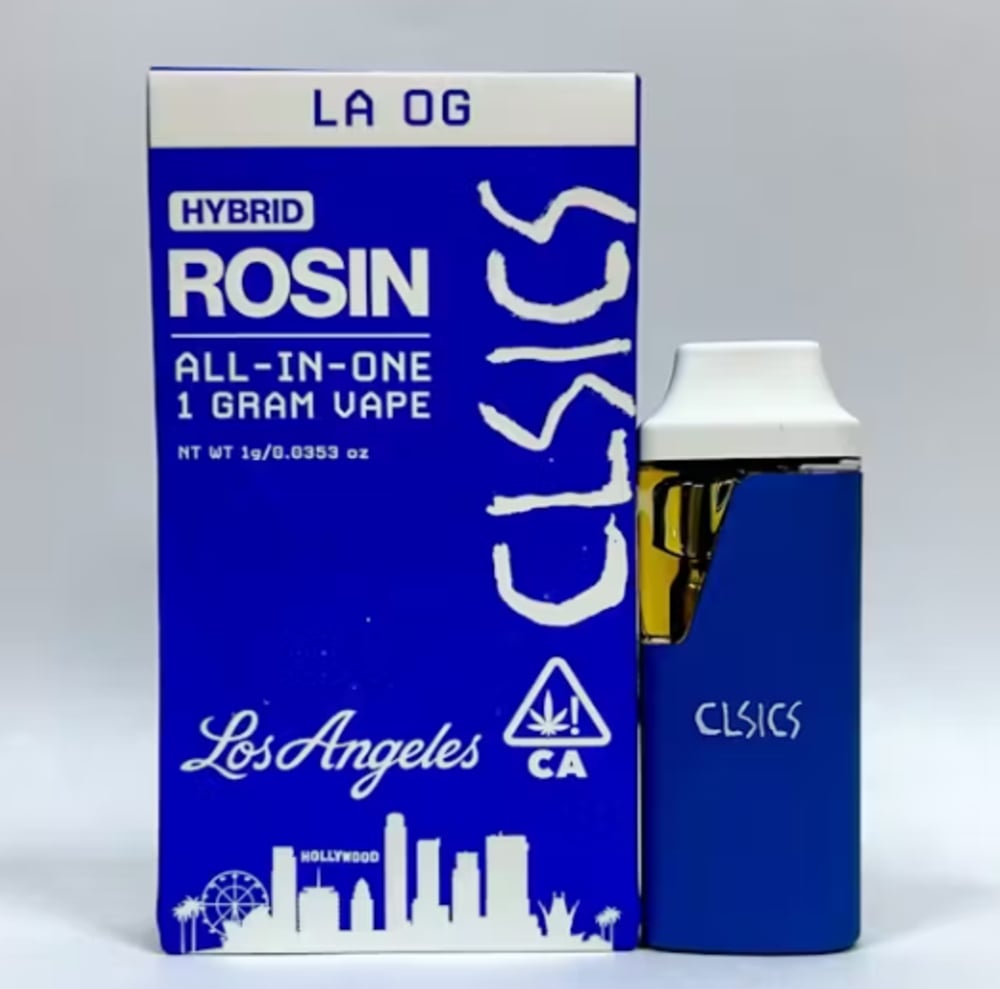 LA OG
HYBRID
ROSIN
ALL-IN-ONE
1 GRAM VAPE
NT WT 1g/0.0353 oz
CLSICS
Los Angeles
CA
HOLLYWOOD
CLSICS